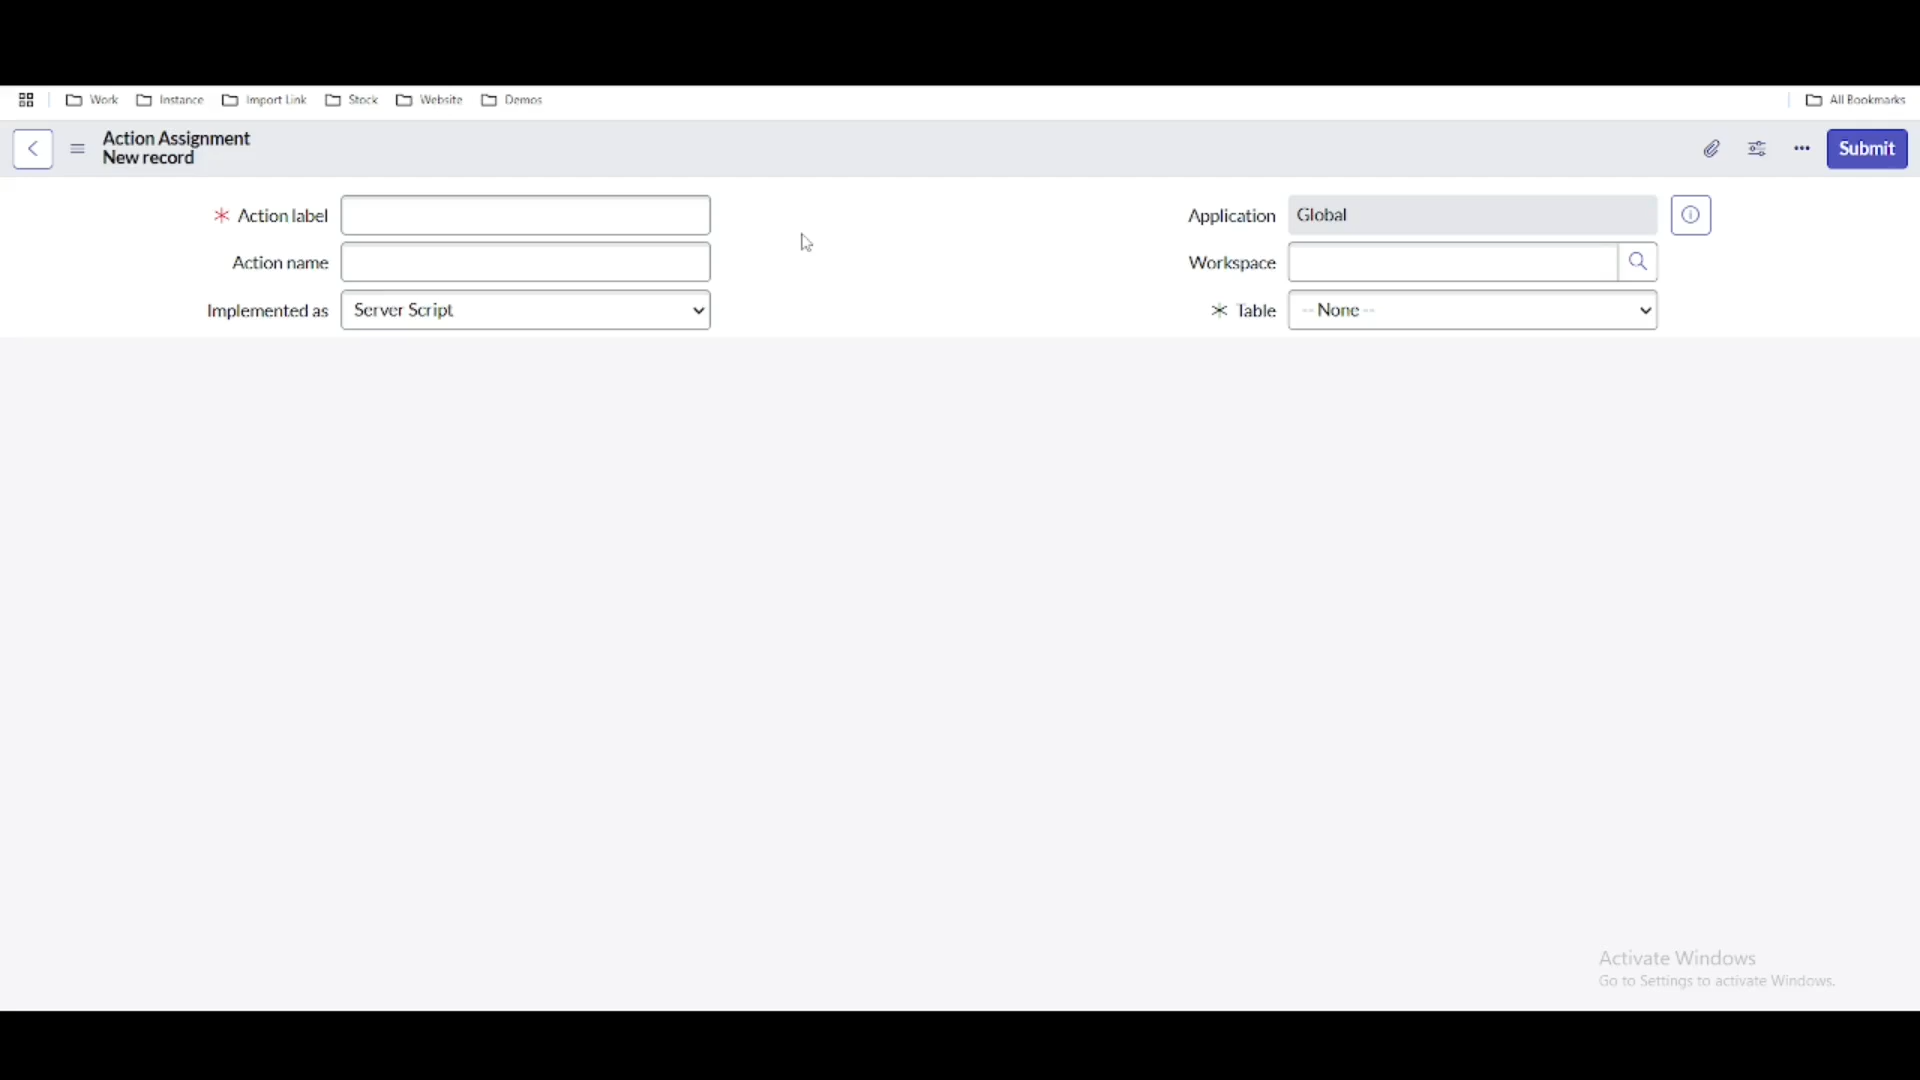 Work Instance Import Link Stock Website Demos All Bookmarks
Action Assignment
New record
Submit
* Action label
Application Global
Action name
Workspace
Implemented as Server Script
* Table -- None --
Activate Windows
Go to Settings to activate Windows.